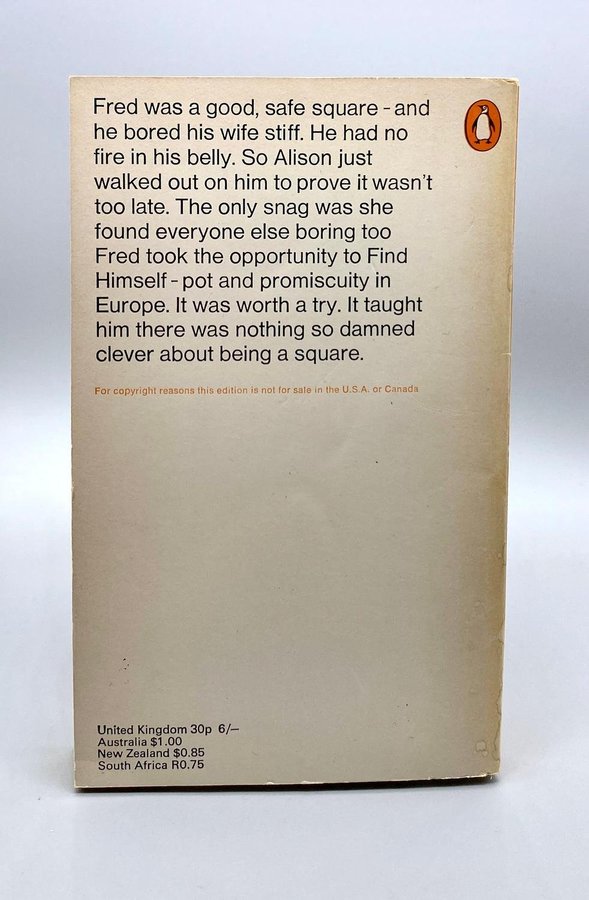 Fred was a good, safe square - and
he bored his wife stiff. He had no
fire in his belly. So Alison just
walked out on him to prove it wasn't
too late. The only snag was she
found everyone else boring too
Fred took the opportunity to Find
Himself - pot and promiscuity in
Europe. It was worth a try. It taught
him there was nothing so damned
clever about being a square.
For copyright reasons this edition is not for sale in the U.S.A. or Canada
United Kingdom 30p 6/–
Australia $1.00
New Zealand $0.85
South Africa R0.75